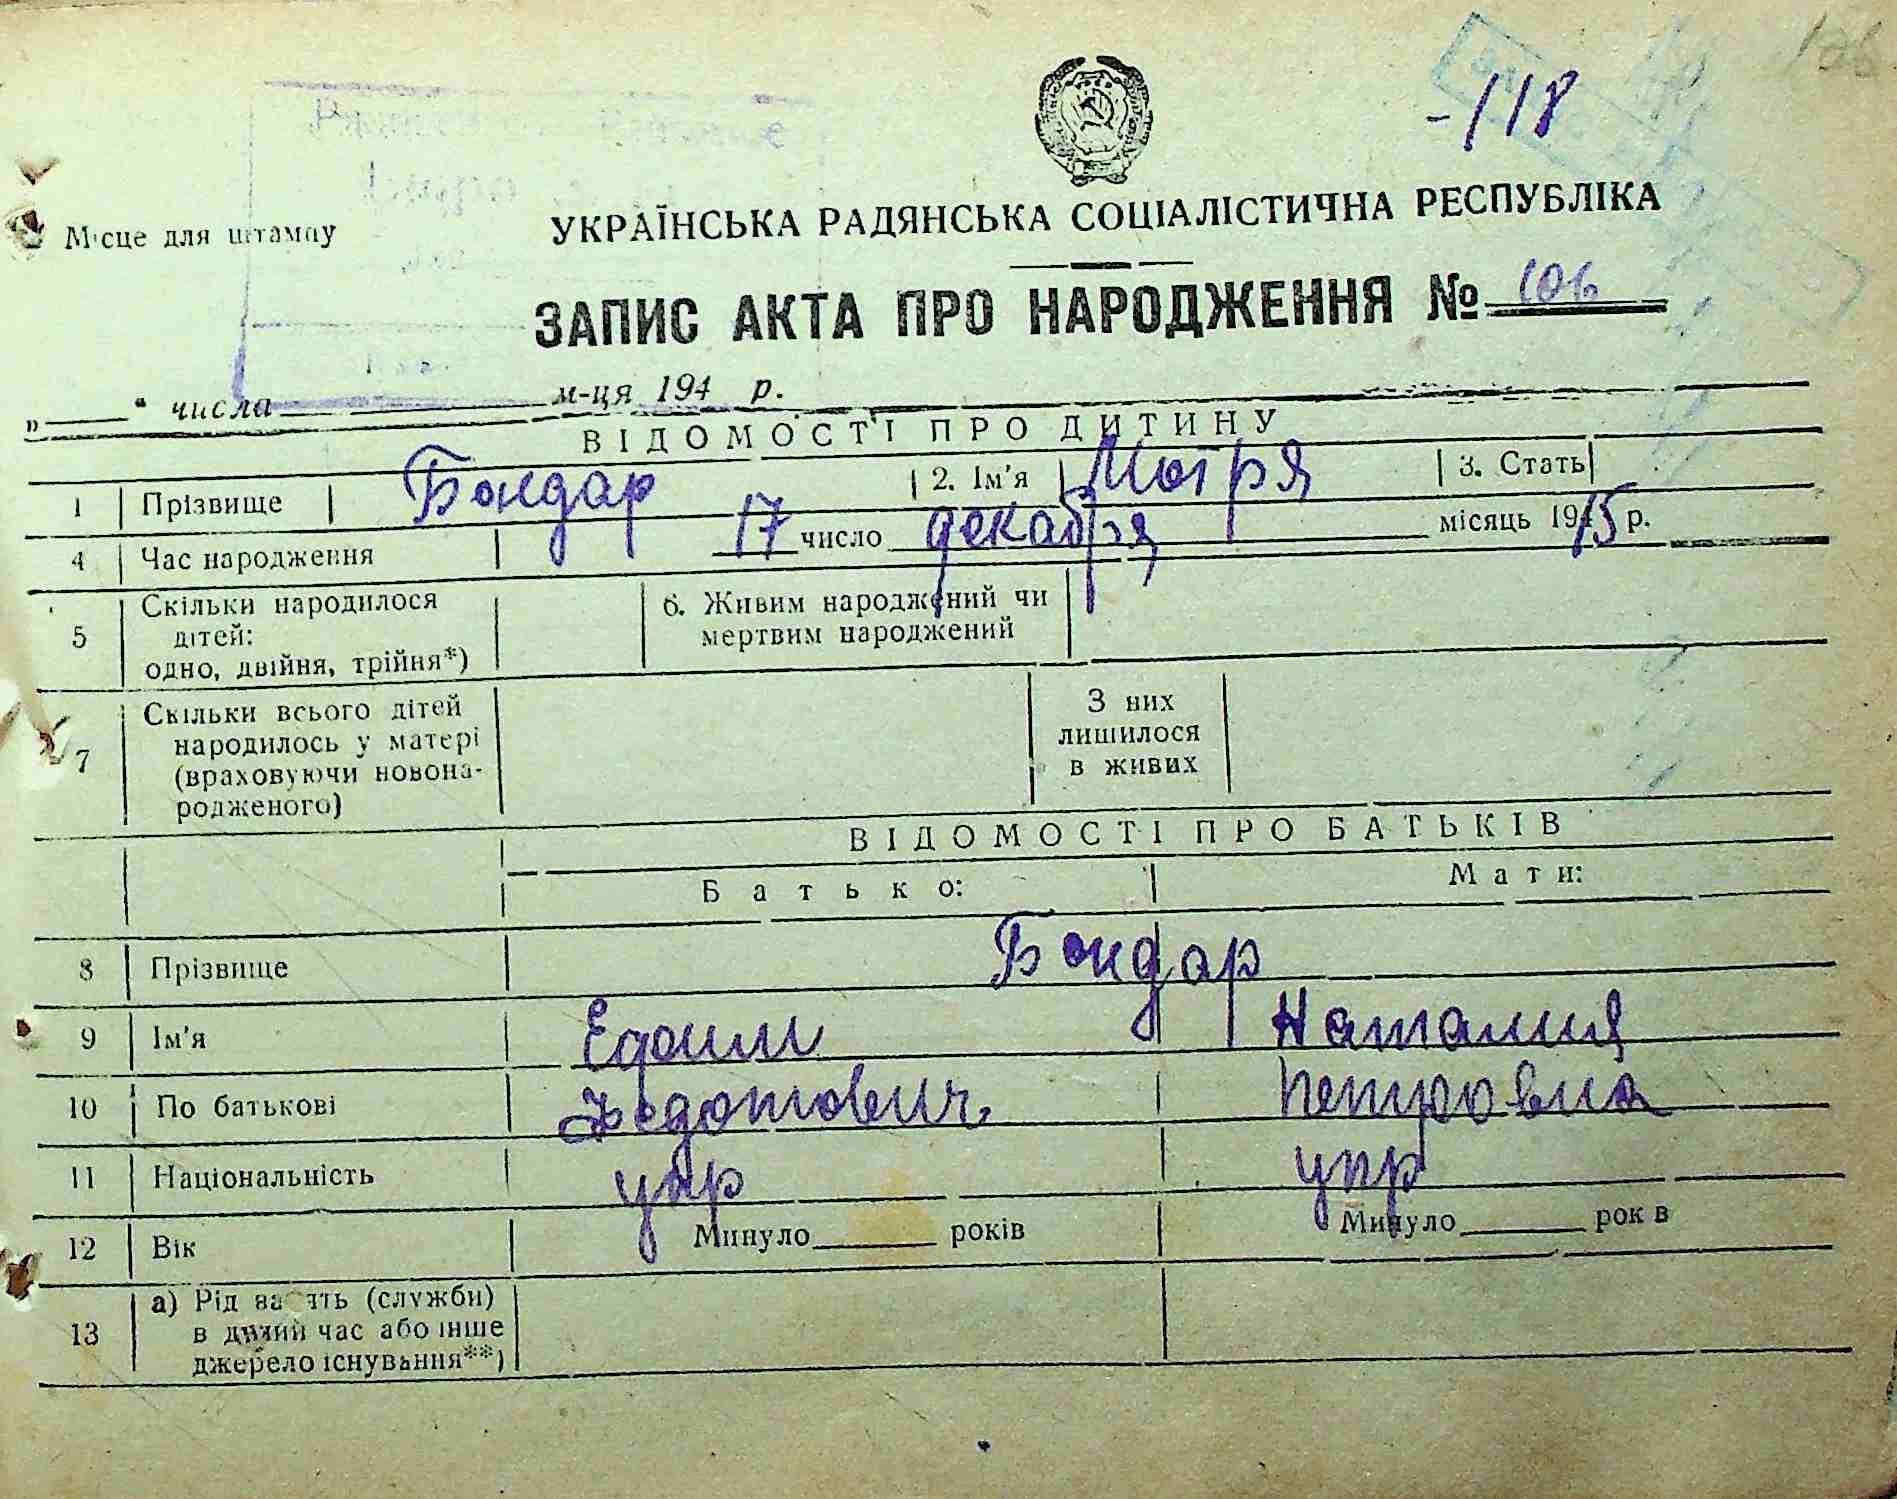 126
-118
Місце для штампу
УКРАЇНСЬКА РАДЯНСЬКА СОЦІАЛІСТИЧНА РЕСПУБЛІКА
ЗАПИС АКТА ПРО НАРОДЖЕННЯ № 106
„ “ числа м-ця 194 р.
ВІДОМОСТІ ПРО ДИТИНУ
1 Прізвище Бондар 2. Ім'я Мотря 3. Стать
4 Час народження 17 число декабря місяць 1915 р.
5 Скільки народилося дітей: одно, двійня, трійня*) 6. Живим народжений чи мертвим народжений
7 Скільки всього дітей народилось у матері (враховуючи новонародженого) З них лишилося в живих
ВІДОМОСТІ ПРО БАТЬКІВ
Батько: Мати:
8 Прізвище Бондар
9 Ім'я Наталия
10 По батькові Федотович Петровна
11 Національність укр укр
12 Вік Минуло років Минуло років
13 а) Рід занять (служби) в даний час або інше джерело існування**)